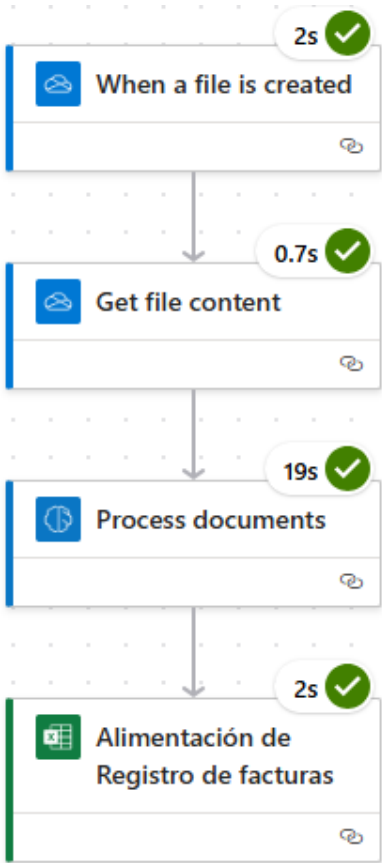 2s
When a file is created
0.7s
Get file content
19s
Process documents
2s
Alimentación de
Registro de facturas